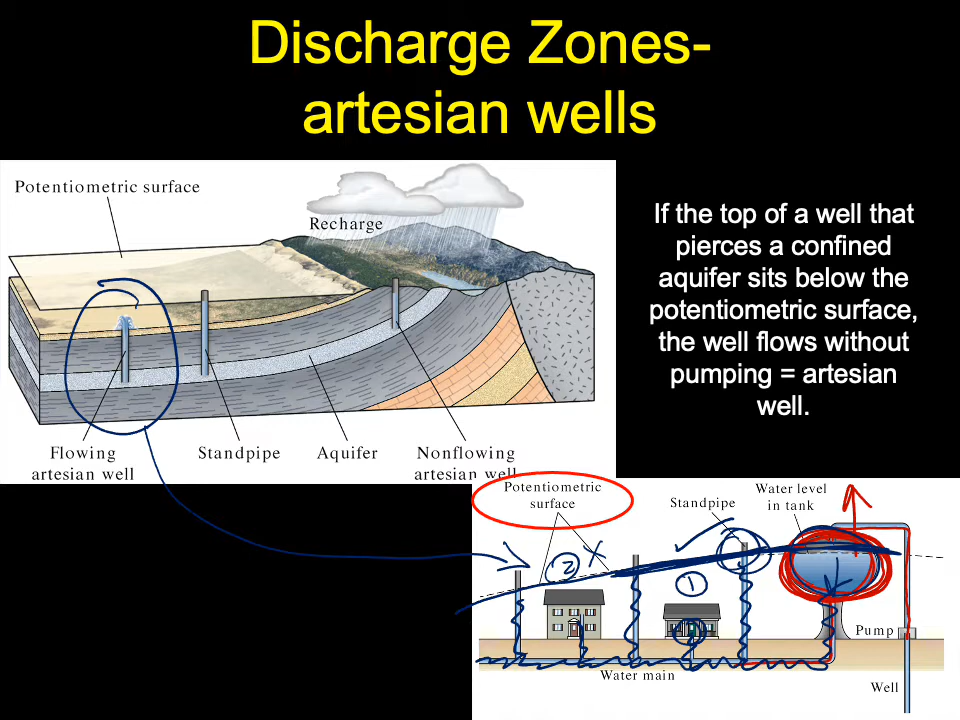 Discharge Zones-
artesian wells
Potentiometric surface
Recharge
If the top of a well that
pierces a confined
aquifer sits below the
potentiometric surface,
the well flows without
pumping = artesian
well.
Flowing
artesian well
Standpipe
Aquifer
Nonflowing
artesian well
Potentiometric
surface
Standpipe
Water level
in tank
2
1
Pump
Water main
Well